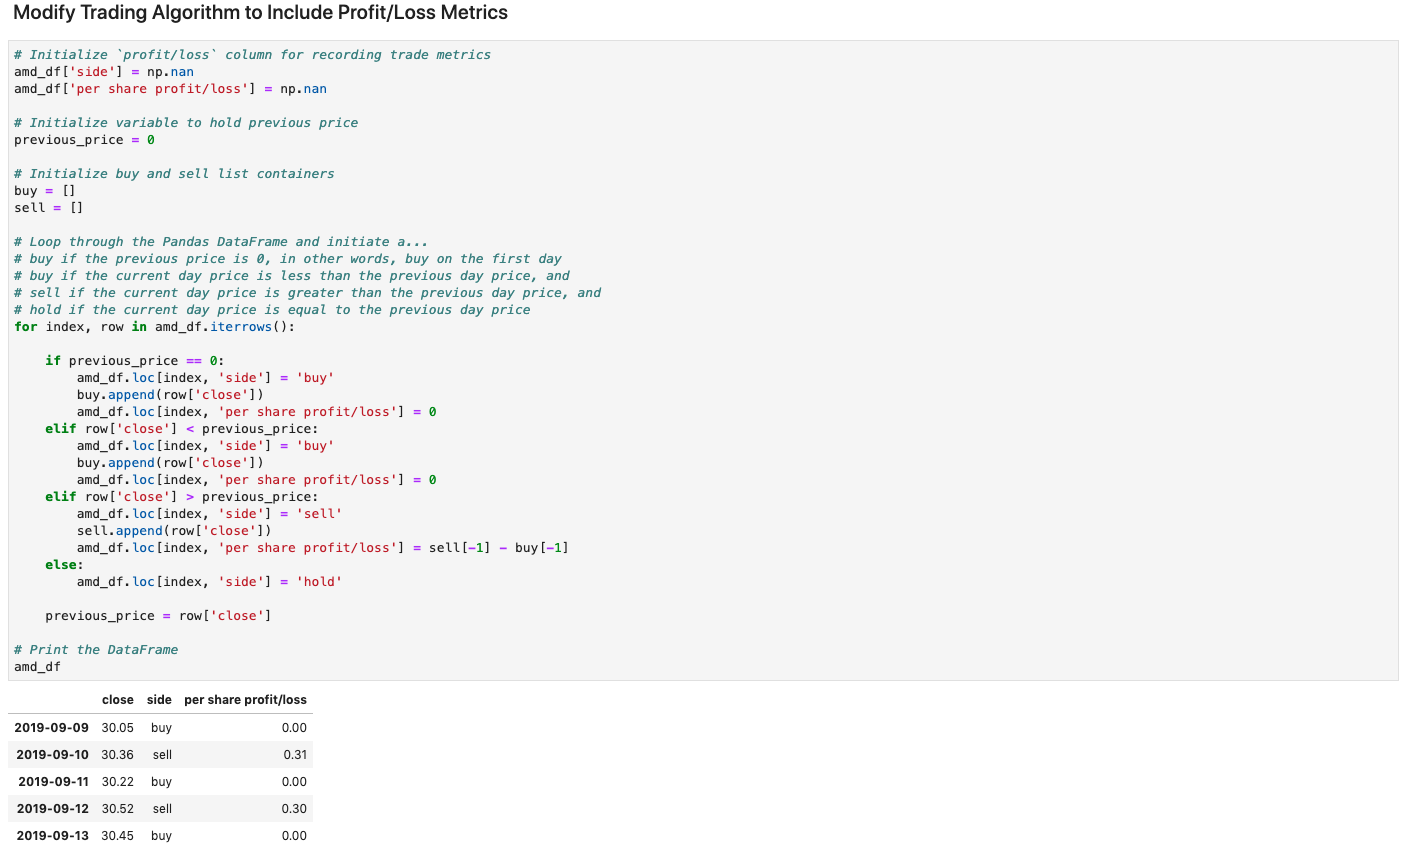 Modify Trading Algorithm to Include Profit/Loss Metrics
# Initialize `profit/loss` column for recording trade metrics
amd_df['side'] = np.nan
amd_df['per share profit/loss'] = np.nan

# Initialize variable to hold previous price
previous_price = 0

# Initialize buy and sell list containers
buy = []
sell = []

# Loop through the Pandas DataFrame and initiate a...
# buy if the previous price is 0, in other words, buy on the first day
# buy if the current day price is less than the previous day price, and
# sell if the current day price is greater than the previous day price, and
# hold if the current day price is equal to the previous day price
for index, row in amd_df.iterrows():

    if previous_price == 0:
        amd_df.loc[index, 'side'] = 'buy'
        buy.append(row['close'])
        amd_df.loc[index, 'per share profit/loss'] = 0
    elif row['close'] < previous_price:
        amd_df.loc[index, 'side'] = 'buy'
        buy.append(row['close'])
        amd_df.loc[index, 'per share profit/loss'] = 0
    elif row['close'] > previous_price:
        amd_df.loc[index, 'side'] = 'sell'
        sell.append(row['close'])
        amd_df.loc[index, 'per share profit/loss'] = sell[-1] - buy[-1]
    else:
        amd_df.loc[index, 'side'] = 'hold'

    previous_price = row['close']

# Print the DataFrame
amd_df
close side per share profit/loss
2019-09-09 30.05 buy 0.00
2019-09-10 30.36 sell 0.31
2019-09-11 30.22 buy 0.00
2019-09-12 30.52 sell 0.30
2019-09-13 30.45 buy 0.00